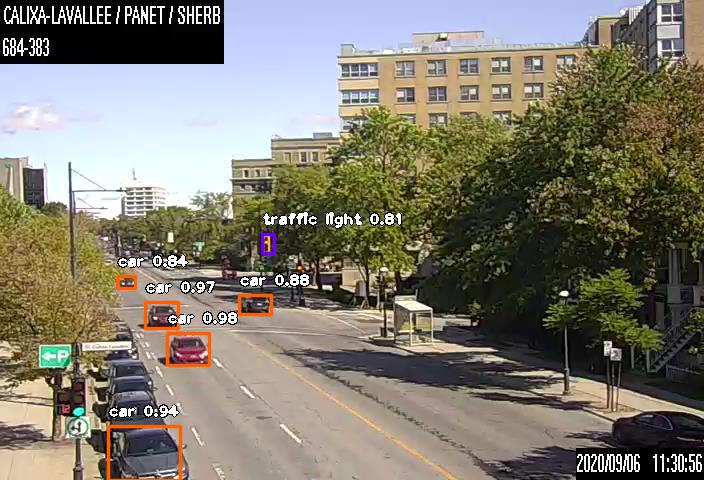 CALIXA-LAVALLEE / PANET / SHERB
684-383
traffic light 0.81
car 0.84
car 0.88
car 0.97
car 0.98
P
car 0.94
2020/09/06 11:30:56